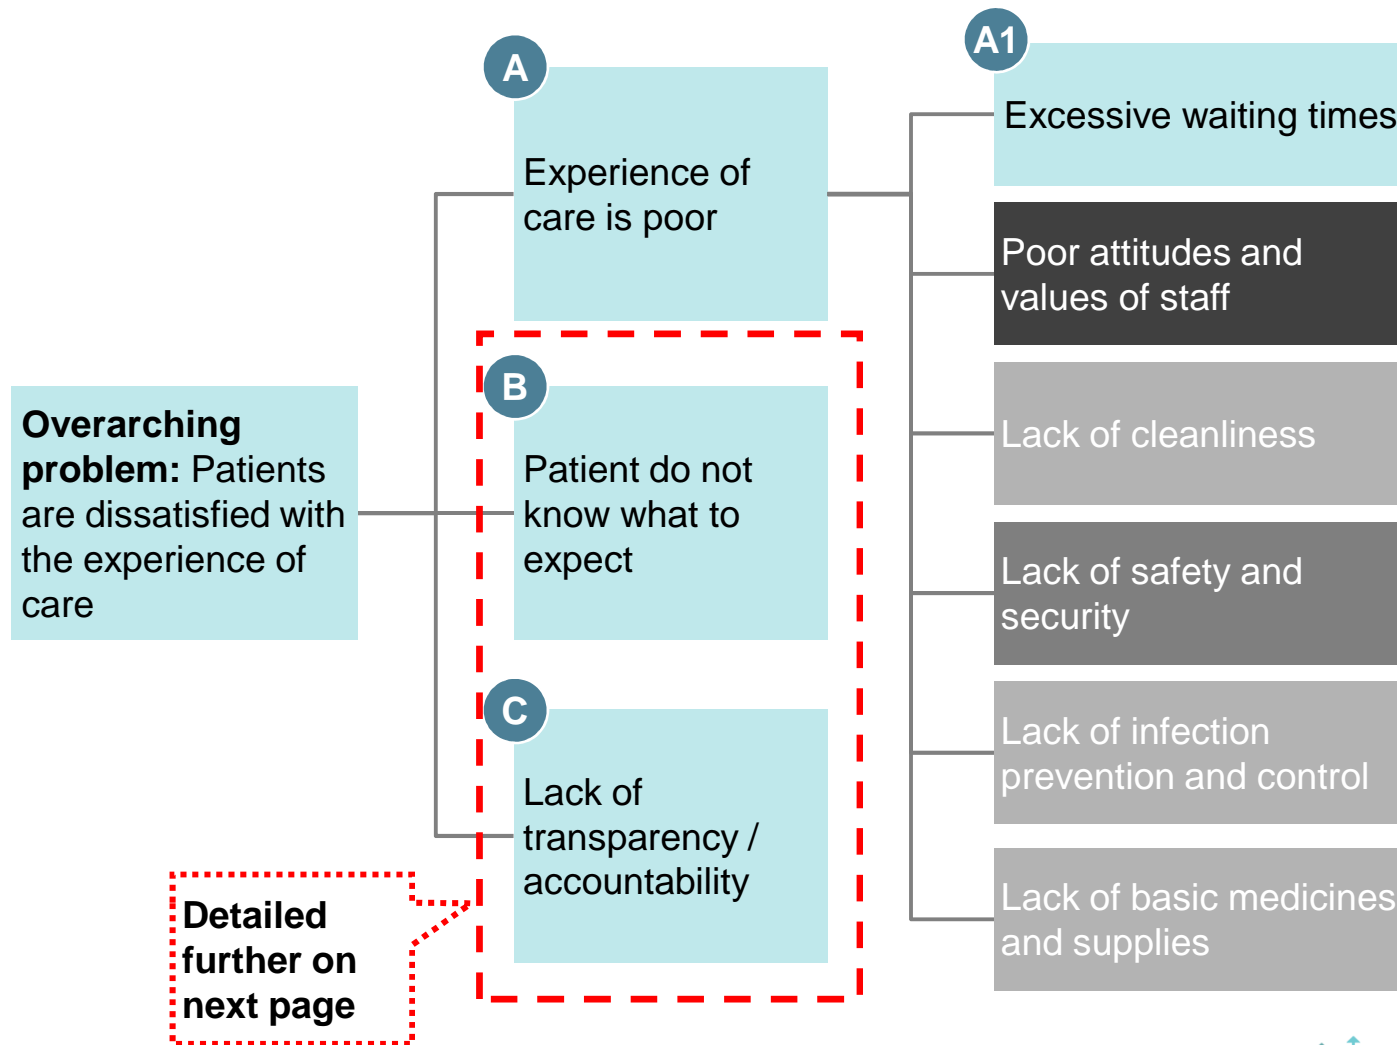 A
Experience of
care is poor
A1
Excessive waiting times
Poor attitudes and
values of staff
Lack of cleanliness
Lack of safety and
security
Lack of infection
prevention and control
Lack of basic medicines
and supplies
Overarching
problem: Patients
are dissatisfied with
the experience of
care
B
Patient do not
know what to
expect
C
Lack of
transparency /
accountability
Detailed
further on
next page